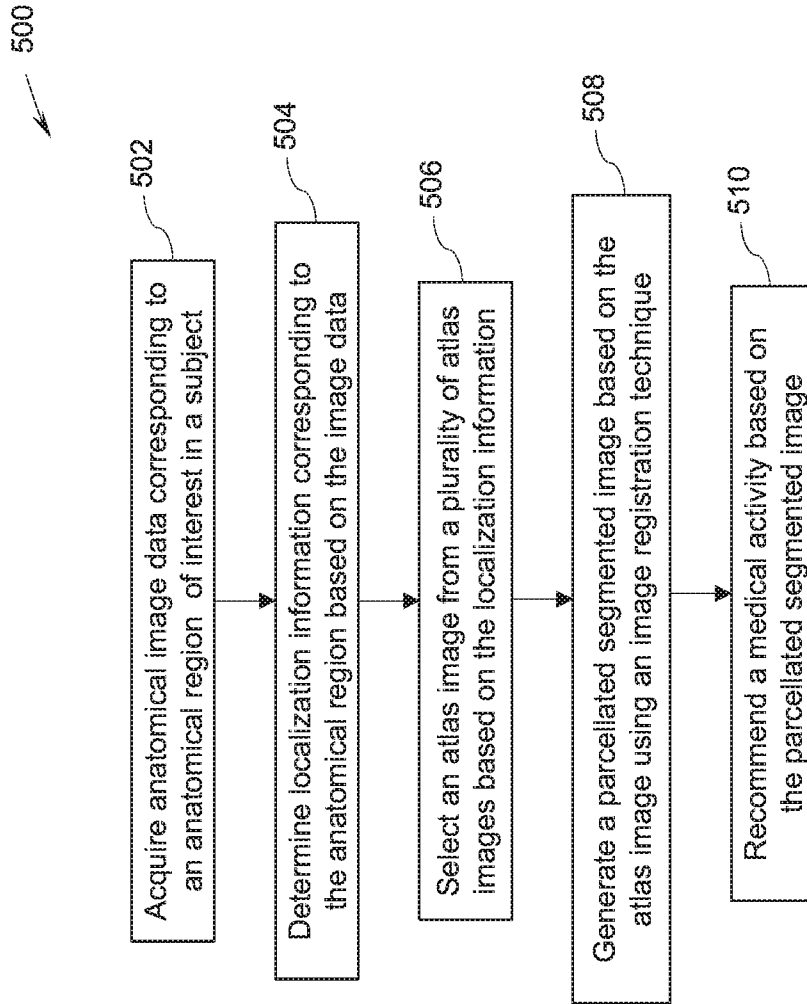 500
502
Acquire anatomical image data corresponding to
an anatomical region of interest in a subject
504
Determine localization information corresponding to
the anatomical region based on the image data
506
Select an atlas image from a plurality of atlas
images based on the localization information
508
Generate a parcellated segmented image based on the
atlas image using an image registration technique
510
Recommend a medical activity based on
the parcellated segmented image